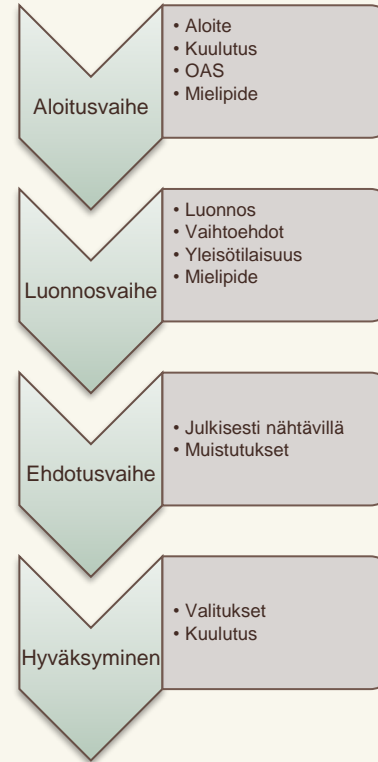 Aloitusvaihe
• Aloite
• Kuulutus
• OAS
• Mielipide
Luonnosvaihe
• Luonnos
• Vaihtoehdot
• Yleisötilaisuus
• Mielipide
Ehdotusvaihe
• Julkisesti nähtävillä
• Muistutukset
Hyväksyminen
• Valitukset
• Kuulutus